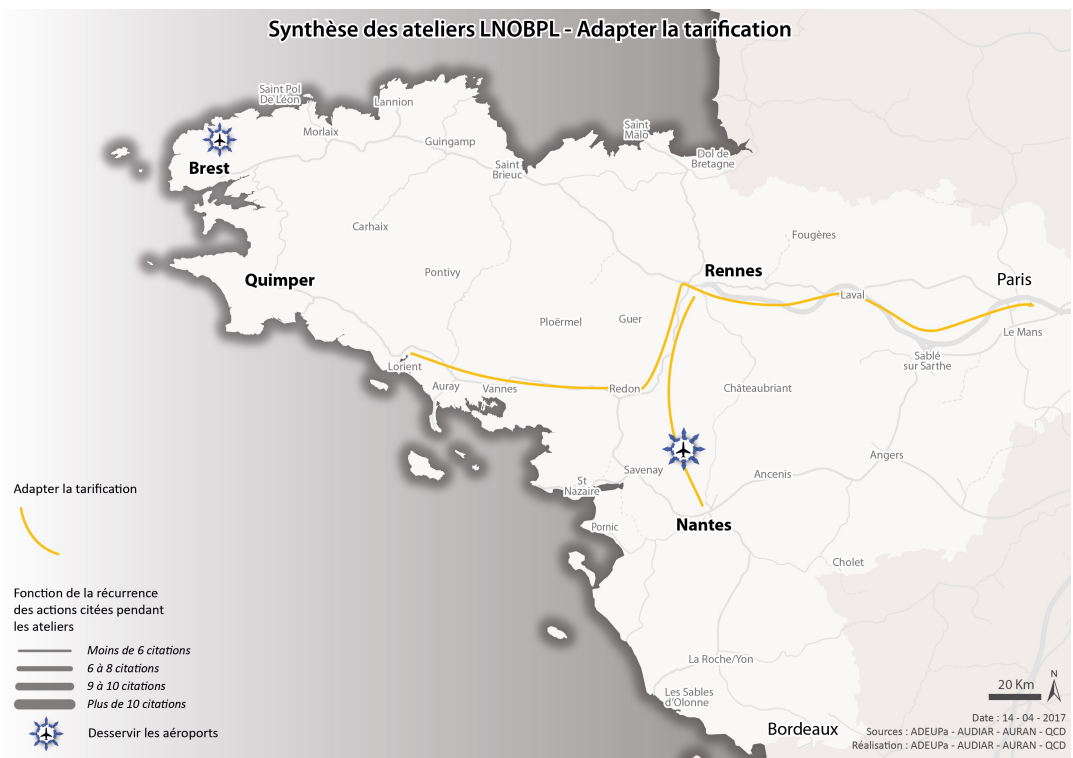 Synthèse des ateliers LNOBPL - Adapter la tarification
Saint Pol
De Léon
Lannion
Morlaix
Guingamp
Saint
Malo
Brest
Saint
Brieuc
Dol de
Bretagne
Carhaix
Fougères
Quimper
Pontivy
Rennes
Paris
Laval
Ploërmel
Guer
Le Mans
Lorient
Sablé
sur Sarthe
Auray
Vannes
Redon
Châteaubriant
Savenay
Angers
Ancenis
St
Nazaire
Pornic
Nantes
Cholet
La Roche/Yon
Les Sables
d'Olonne
Bordeaux
Adapter la tarification
Fonction de la récurrence
des actions citées pendant
les ateliers
Moins de 6 citations
6 à 8 citations
9 à 10 citations
Plus de 10 citations
Desservir les aéroports
20 Km
N
Date : 14 - 04 - 2017
Sources : ADEUPa - AUDIAR - AURAN - QCD
Réalisation : ADEUPa - AUDIAR - AURAN - QCD